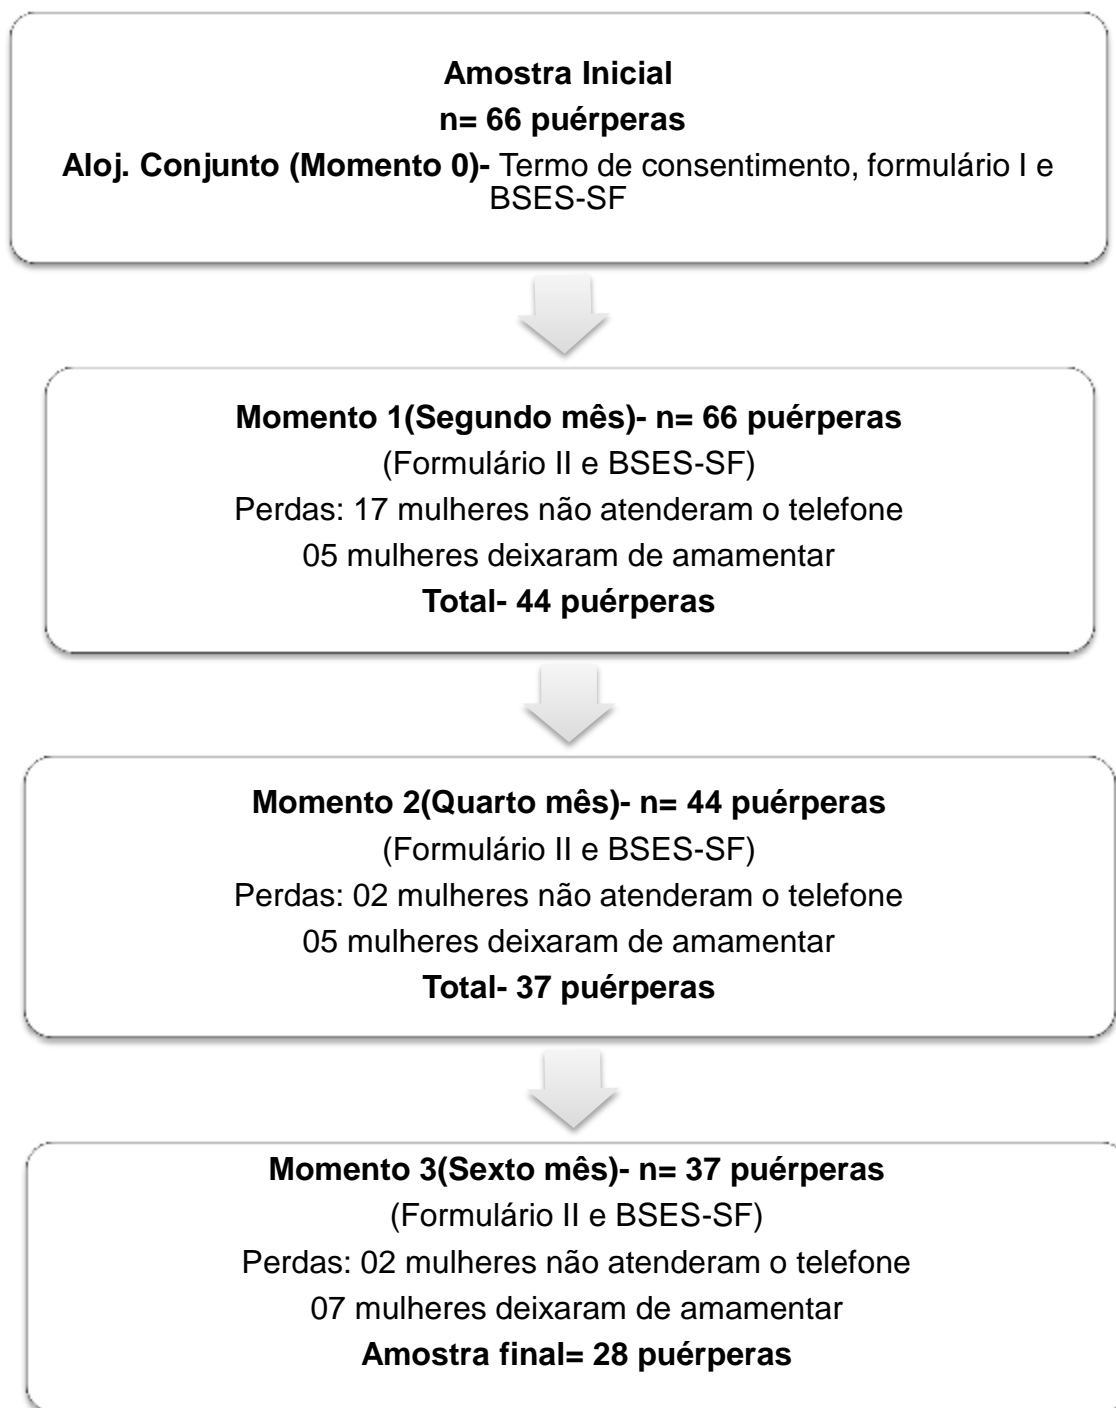 Amostra Inicial
n= 66 puérperas
Aloj. Conjunto (Momento 0)- Termo de consentimento, formulário I e
BSES-SF
Momento 1(Segundo mês)- n= 66 puérperas
(Formulário II e BSES-SF)
Perdas: 17 mulheres não atenderam o telefone
05 mulheres deixaram de amamentar
Total- 44 puérperas
Momento 2(Quarto mês)- n= 44 puérperas
(Formulário II e BSES-SF)
Perdas: 02 mulheres não atenderam o telefone
05 mulheres deixaram de amamentar
Total- 37 puérperas
Momento 3(Sexto mês)- n= 37 puérperas
(Formulário II e BSES-SF)
Perdas: 02 mulheres não atenderam o telefone
07 mulheres deixaram de amamentar
Amostra final= 28 puérperas